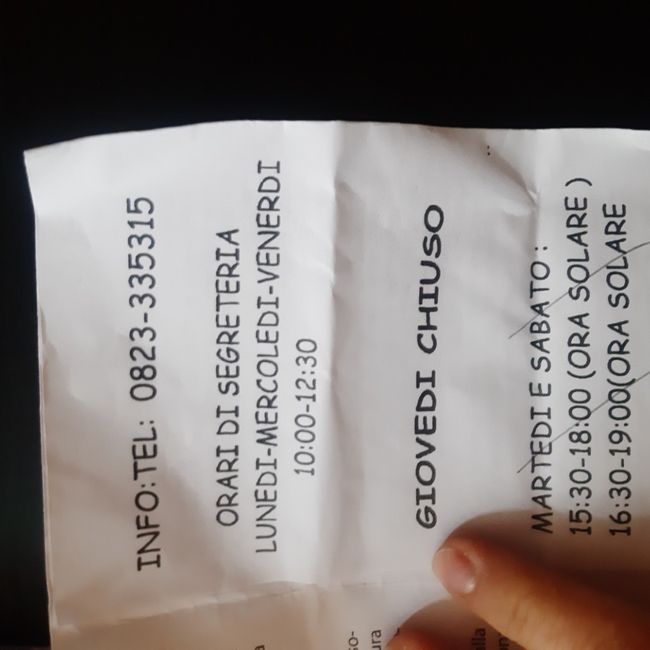 INFO:TEL: 0823-335315
ORARI DI SEGRETERIA
LUNEDI-MERCOLEDI-VENERDI
10:00-12:30
GIOVEDI CHIUSO
MARTEDI E SABATO :
15:30-18:00 (ORA SOLARE )
16:30-19:00(ORA SOLARE